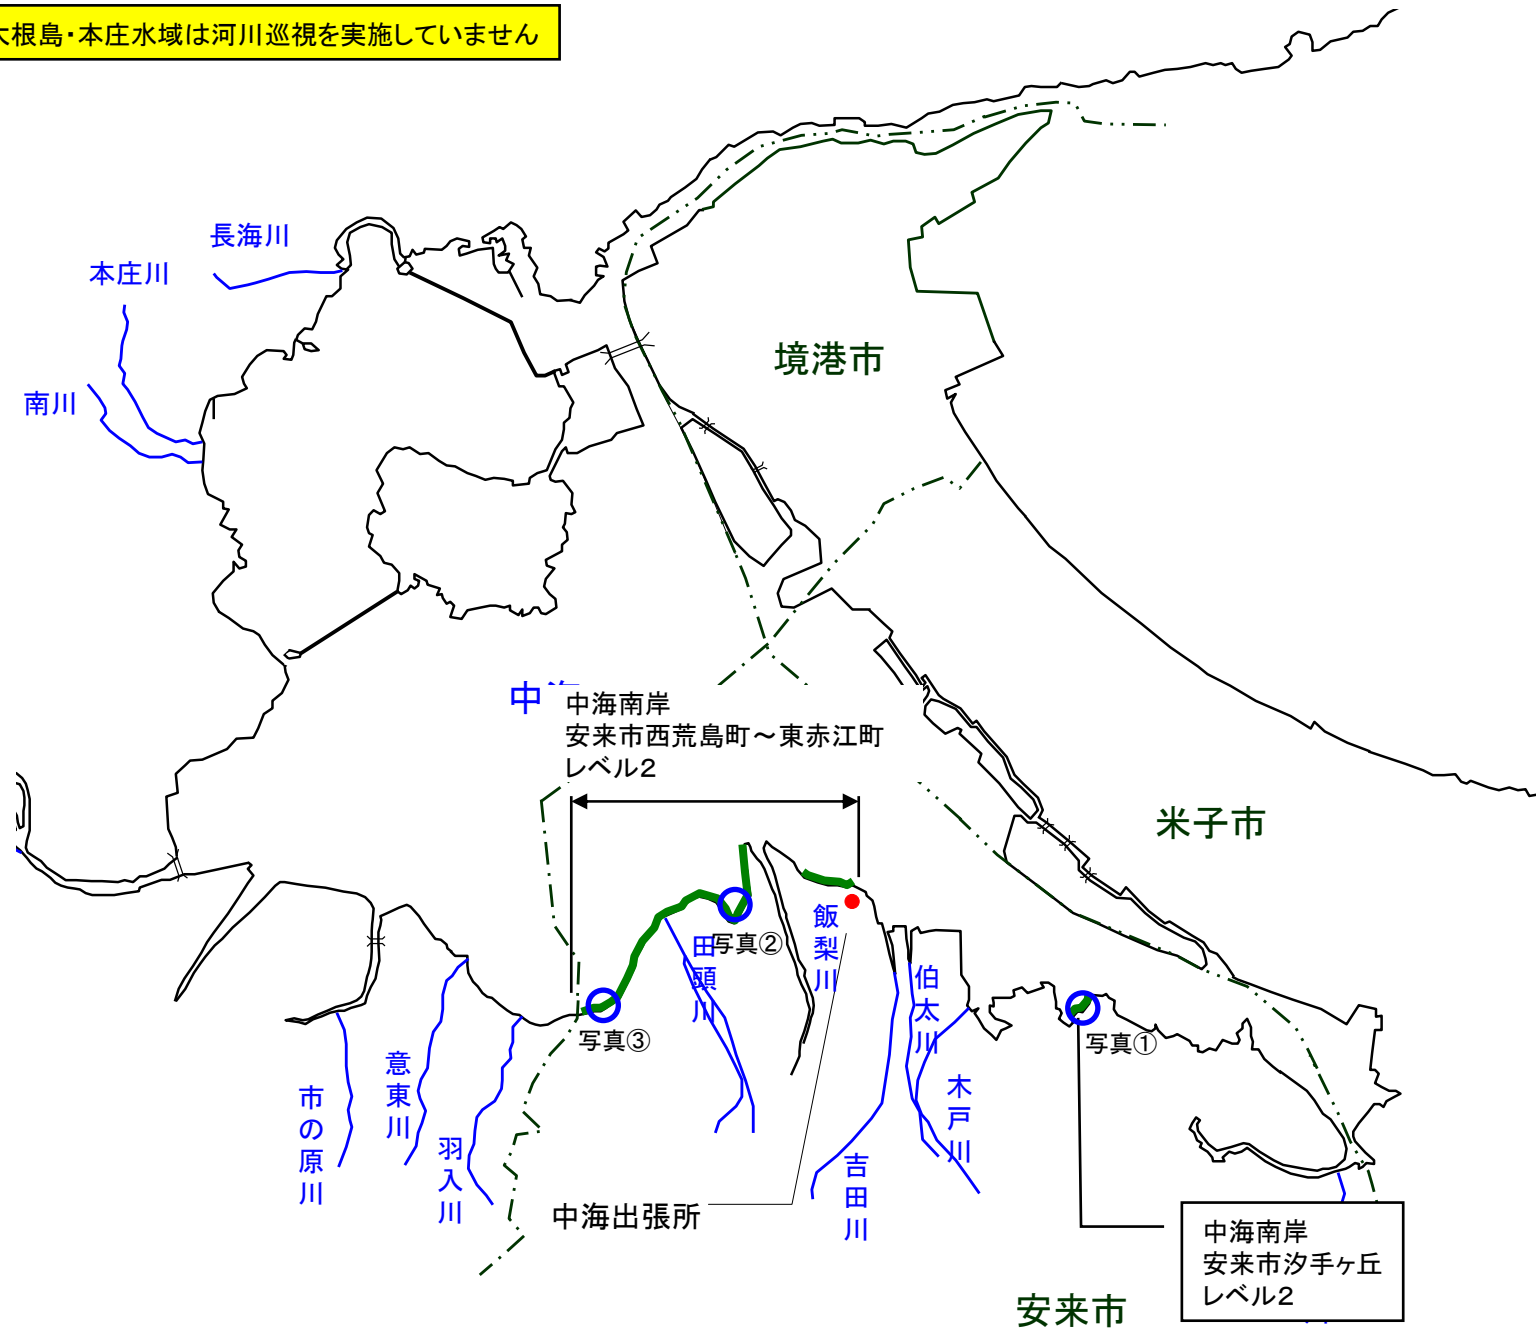 大根島・本庄水域は河川巡視を実施していません
長海川
本庄川
南川
境港市
中海
中海南岸
安来市西荒島町～東赤江町
レベル2
米子市
飯梨川
田頭川
写真②
伯太川
写真③
写真①
意東川
市の原川
羽入川
木戸川
吉田川
中海出張所
中海南岸
安来市汐手ヶ丘
レベル2
安来市